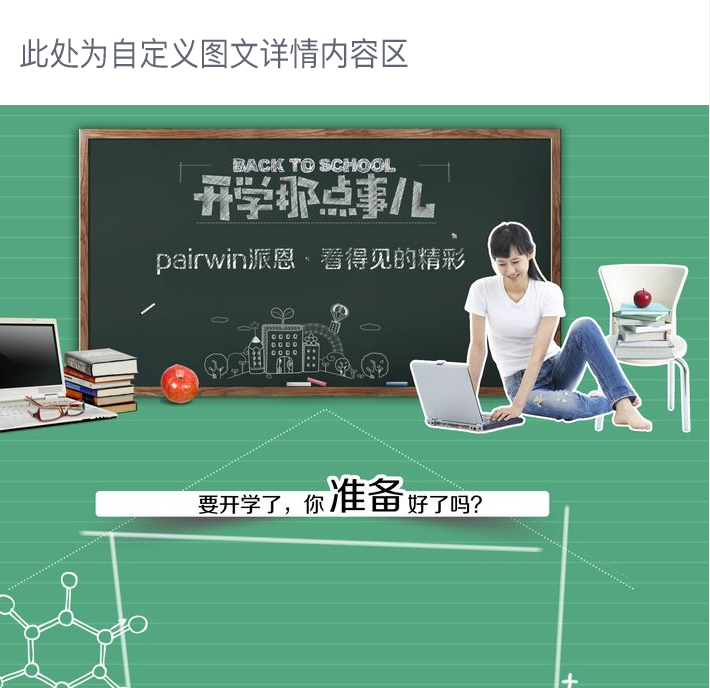 此处为自定义图文详情内容区
BACK TO SCHOOL
开学那点事儿
pairwin派恩·看得见的精彩
要开学了，你准备好了吗？